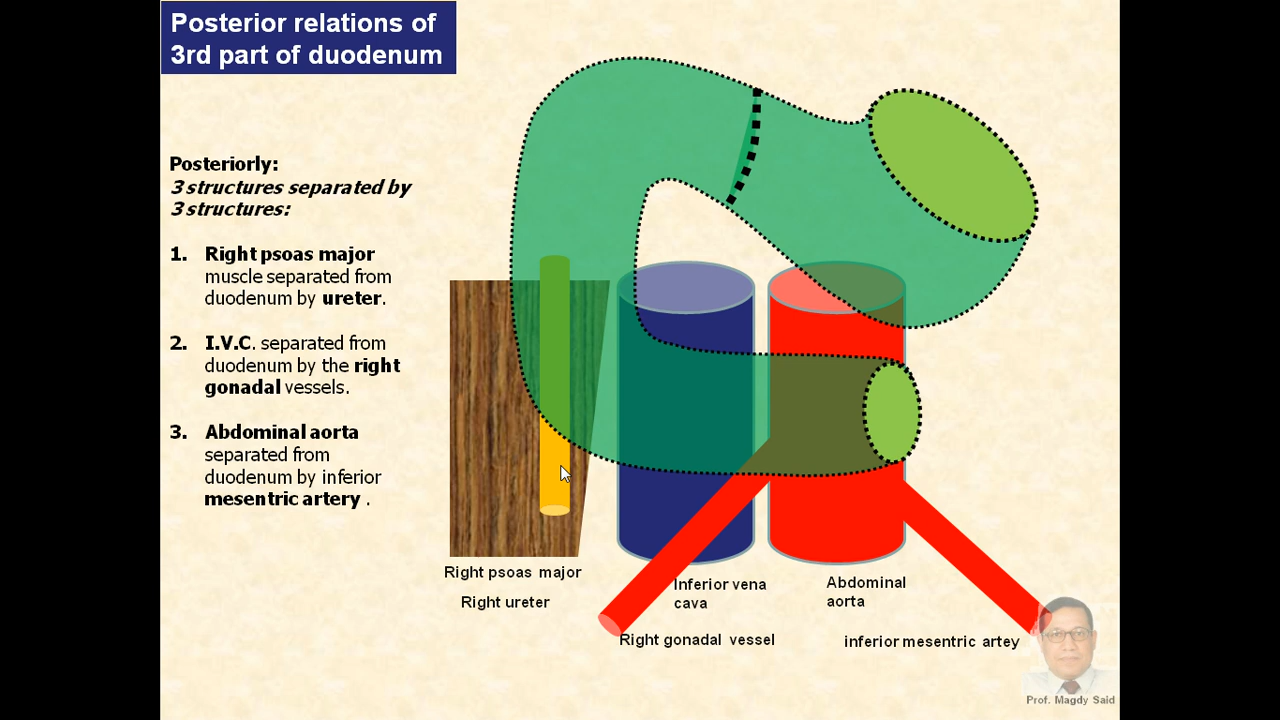 Posterior relations of
3rd part of duodenum
Posteriorly:
3 structures separated by
3 structures:
1. Right psoas major
muscle separated from
duodenum by ureter.
2. I.V.C. separated from
duodenum by the right
gonadal vessels.
3. Abdominal aorta
separated from
duodenum by inferior
mesentric artery .
Right psoas major
Right ureter
Inferior vena
cava
Abdominal
aorta
Right gonadal vessel
inferior mesentric artey
Prof. Magdy Said